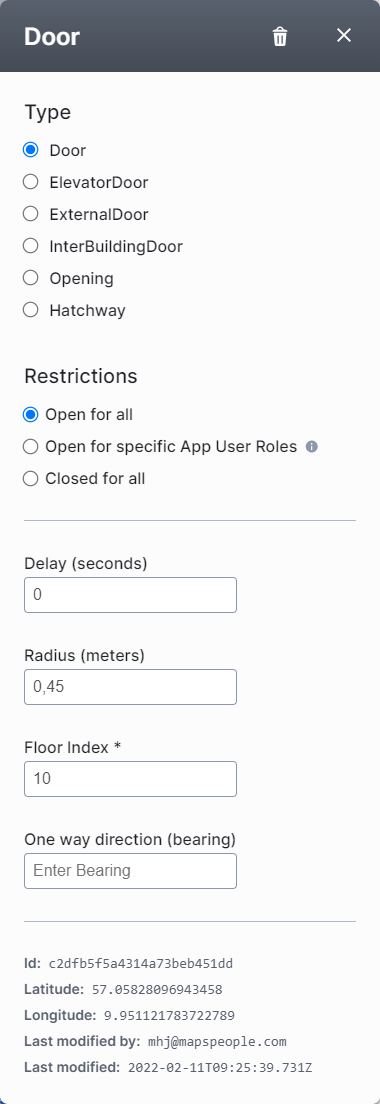 Door
Type
Door
ElevatorDoor
ExternalDoor
InterBuildingDoor
Opening
Hatchway
Restrictions
Open for all
Open for specific App User Roles
Closed for all
Delay (seconds)
0
Radius (meters)
0,45
Floor Index *
10
One way direction (bearing)
Enter Bearing
Id: c2dfb5f5a4314a73beb451dd
Latitude: 57.05828096943458
Longitude: 9.951121783722789
Last modified by: mhj@mapspeople.com
Last modified: 2022-02-11T09:25:39.731Z